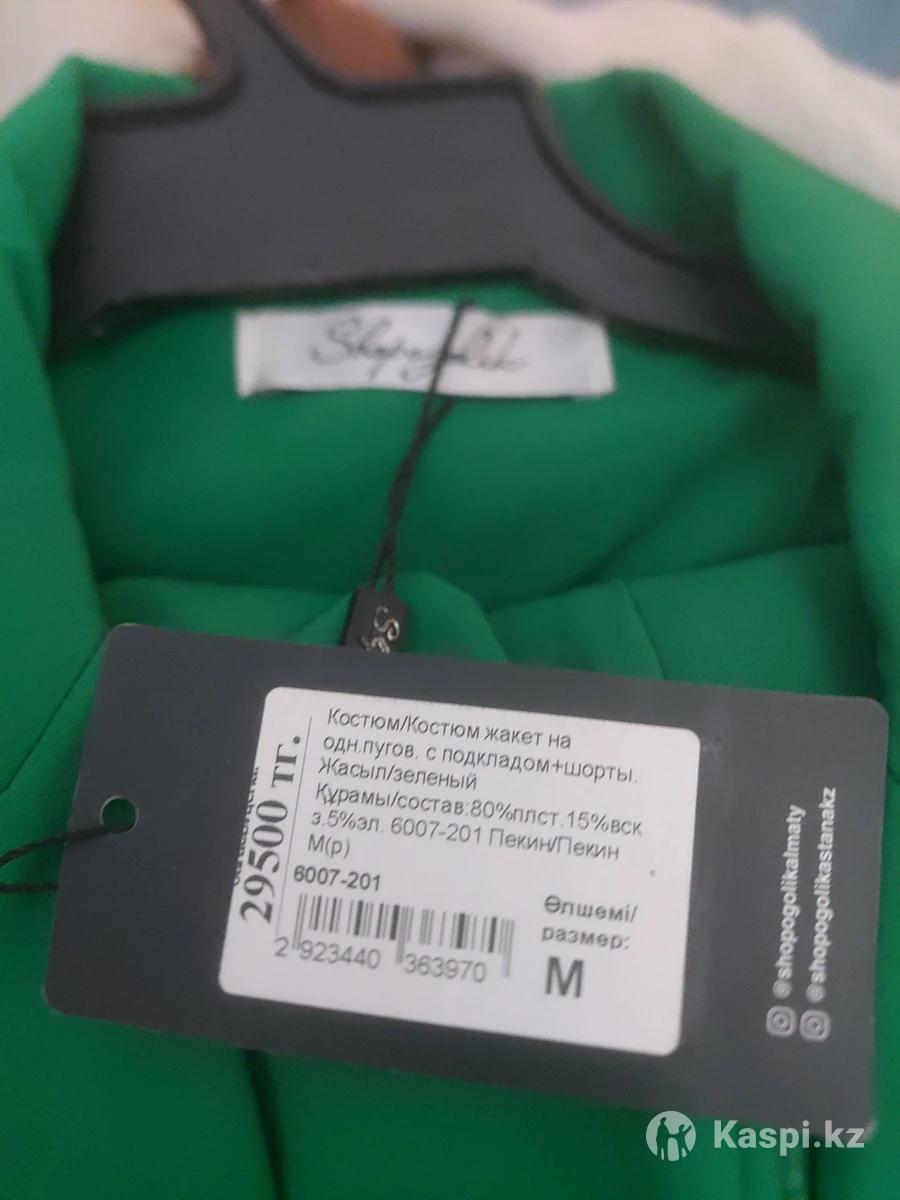 Shopogolik
Костюм/Костюм жакет на
одн.пугов. с подкладом+шорты.
Жасыл/зеленый
Құрамы/состав:80%плст.15%вск
з.5%эл. 6007-201 Пекин/Пекин
М(р)
6007-201
29500 тг.
2 923440 363970
Өлшемі/
размер:
М
@shopogolikalmaty
@shopogolikastanakz
Kaspi.kz